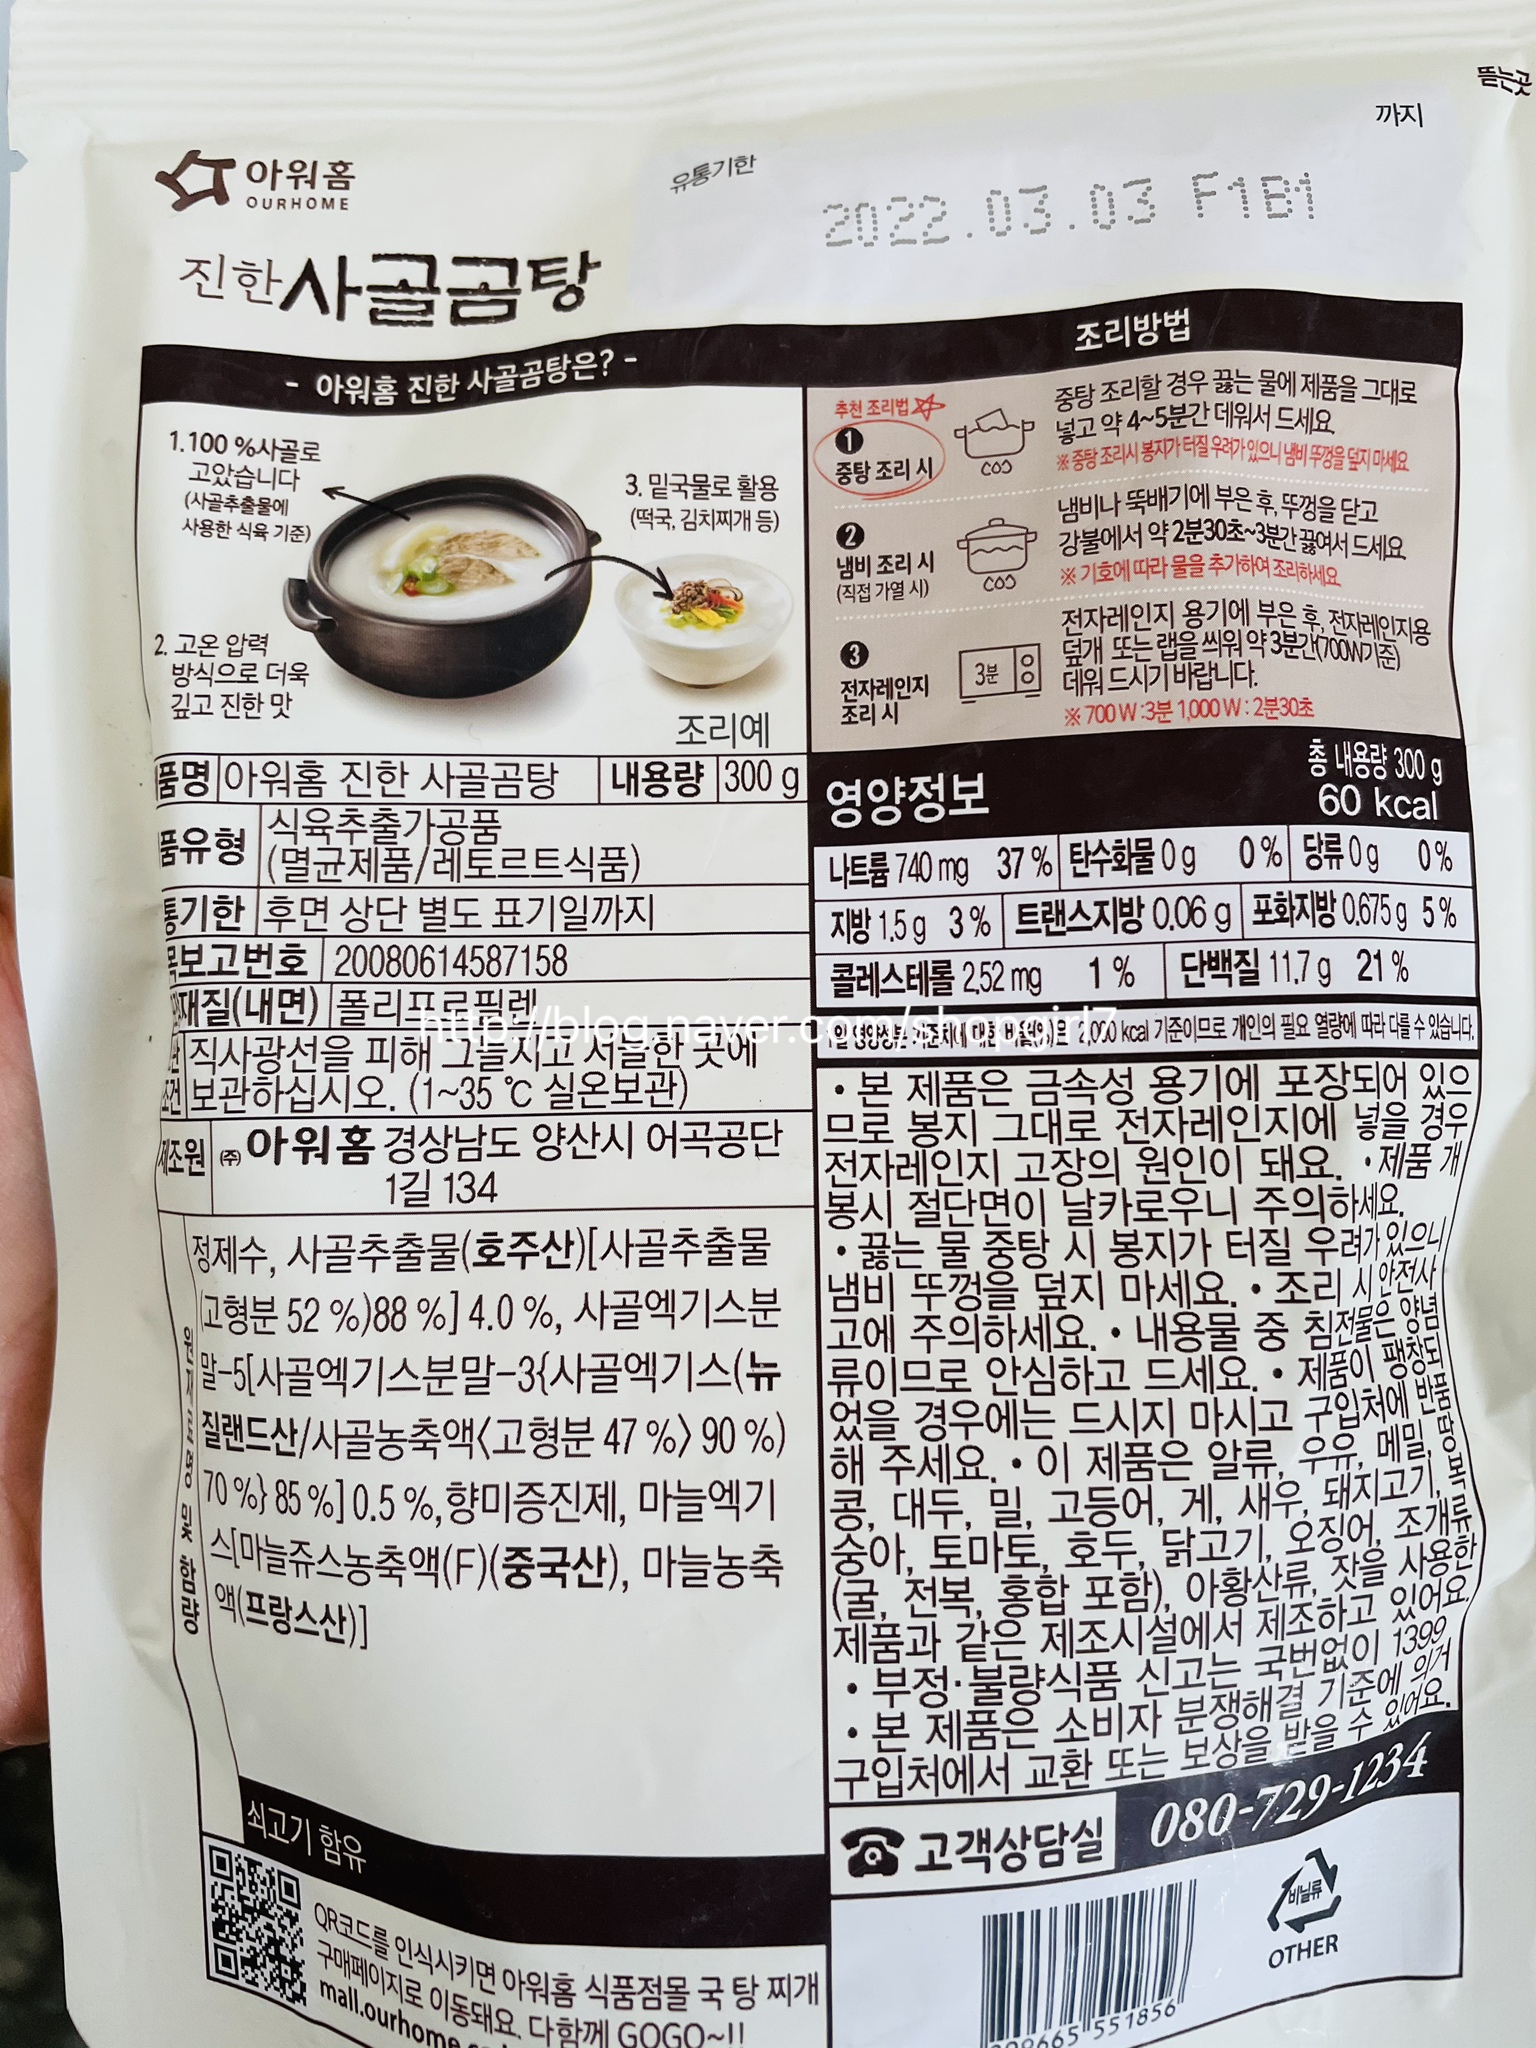 뜯는곳
까지
유통기한
2022.03.03 F1B1
아워홈
OURHOME
진한사골곰탕
- 아워홈 진한 사골곰탕은? -
1.100 %사골로
고았습니다
(사골추출물에
사용한 식육 기준)
2. 고온 압력
방식으로 더욱
깊고 진한 맛
3. 밑국물로 활용
(떡국, 김치찌개 등)
조리예
조리방법
추천 조리법
❶
중탕 조리 시
중탕 조리할 경우 끓는 물에 제품을 그대로
넣고 약 4~5분간 데워서 드세요.
※ 중탕 조리시 봉지가 터질 우려가 있으니 냄비 뚜껑을 덮지 마세요.
❷
냄비 조리 시
(직접 가열 시)
냄비나 뚝배기에 부은 후, 뚜껑을 닫고
강불에서 약 2분30초~3분간 끓여서 드세요.
※ 기호에 따라 물을 추가하여 조리하세요.
❸
전자레인지
조리 시
3분
전자레인지 용기에 부은 후, 전자레인지용
덮개 또는 랩을 씌워 약 3분간(700W기준)
데워 드시기 바랍니다.
※ 700 W : 3분 1,000 W : 2분30초
품명 아워홈 진한 사골곰탕 내용량 300 g
품유형 식육추출가공품
(멸균제품/레토르트식품)
통기한 후면 상단 별도 표기일까지
목보고번호 20080614587158
재질(내면) 폴리프로필렌
직사광선을 피해 그늘지고 서늘한 곳에
조건 보관하십시오. (1~35 ℃ 실온보관)
제조원 ㈜아워홈 경상남도 양산시 어곡공단
1길 134
원재료명 및 함량
정제수, 사골추출물(호주산)[사골추출물
(고형분 52 %)88 %] 4.0 %, 사골엑기스분
말-5[사골엑기스분말-3{사골엑기스(뉴
질랜드산/사골농축액〈고형분 47 %〉 90 %)
70 %} 85 %] 0.5 %, 향미증진제, 마늘엑기
스[마늘쥬스농축액(F)(중국산), 마늘농축
액(프랑스산)]
쇠고기 함유
QR코드를 인식시키면 아워홈 식품점몰 국 탕 찌개
구매페이지로 이동돼요. 다함께 GOGO~!!
mall.ourhome
영양정보
총 내용량 300 g
60 kcal
나트륨 740 mg 37 % 탄수화물 0 g 0 % 당류 0 g 0 %
지방 1.5 g 3 % 트랜스지방 0.06 g 포화지방 0.675 g 5 %
콜레스테롤 2.52 mg 1 % 단백질 11.7 g 21 %
1일 영양성분 기준치에 대한 비율(%)은 2,000 kcal 기준이므로 개인의 필요 열량에 따라 다를 수 있습니다.
http://blog.naver.com/shopgirl7
• 본 제품은 금속성 용기에 포장되어 있으
므로 봉지 그대로 전자레인지에 넣을 경우
전자레인지 고장의 원인이 돼요. • 제품 개
봉시 절단면이 날카로우니 주의하세요.
• 끓는 물 중탕 시 봉지가 터질 우려가 있으니
냄비 뚜껑을 덮지 마세요. • 조리 시 안전사
고에 주의하세요. • 내용물 중 침전물은 양념
류이므로 안심하고 드세요. • 제품이 팽창되
었을 경우에는 드시지 마시고 구입처에 반품
해 주세요. • 이 제품은 알류, 우유, 메밀, 땅
콩, 대두, 밀, 고등어, 게, 새우, 돼지고기, 복
숭아, 토마토, 호두, 닭고기, 오징어, 조개류
(굴, 전복, 홍합 포함), 아황산류, 잣을 사용한
제품과 같은 제조시설에서 제조하고 있어요.
• 부정·불량식품 신고는 국번없이 1399
• 본 제품은 소비자 분쟁해결 기준에 의거
구입처에서 교환 또는 보상을 받을 수 있어요.
고객상담실 080-729-1234
비닐류
OTHER
551856